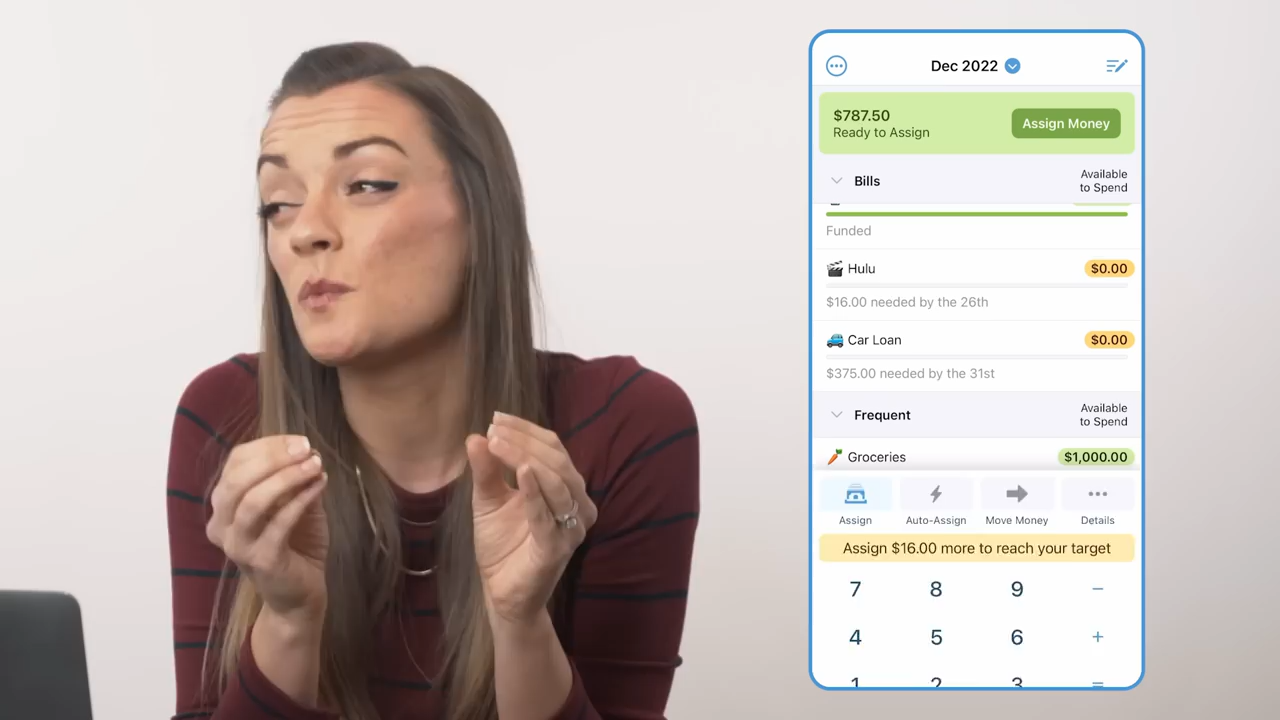 Dec 2022
$787.50
Ready to Assign
Assign Money
Bills
Available
to Spend
Funded
Hulu
$0.00
$16.00 needed by the 26th
Car Loan
$0.00
$375.00 needed by the 31st
Frequent
Available
to Spend
Groceries
$1,000.00
Assign
Auto-Assign
Move Money
Details
Assign $16.00 more to reach your target
7 8 9 −
4 5 6 +
1 2 3 =